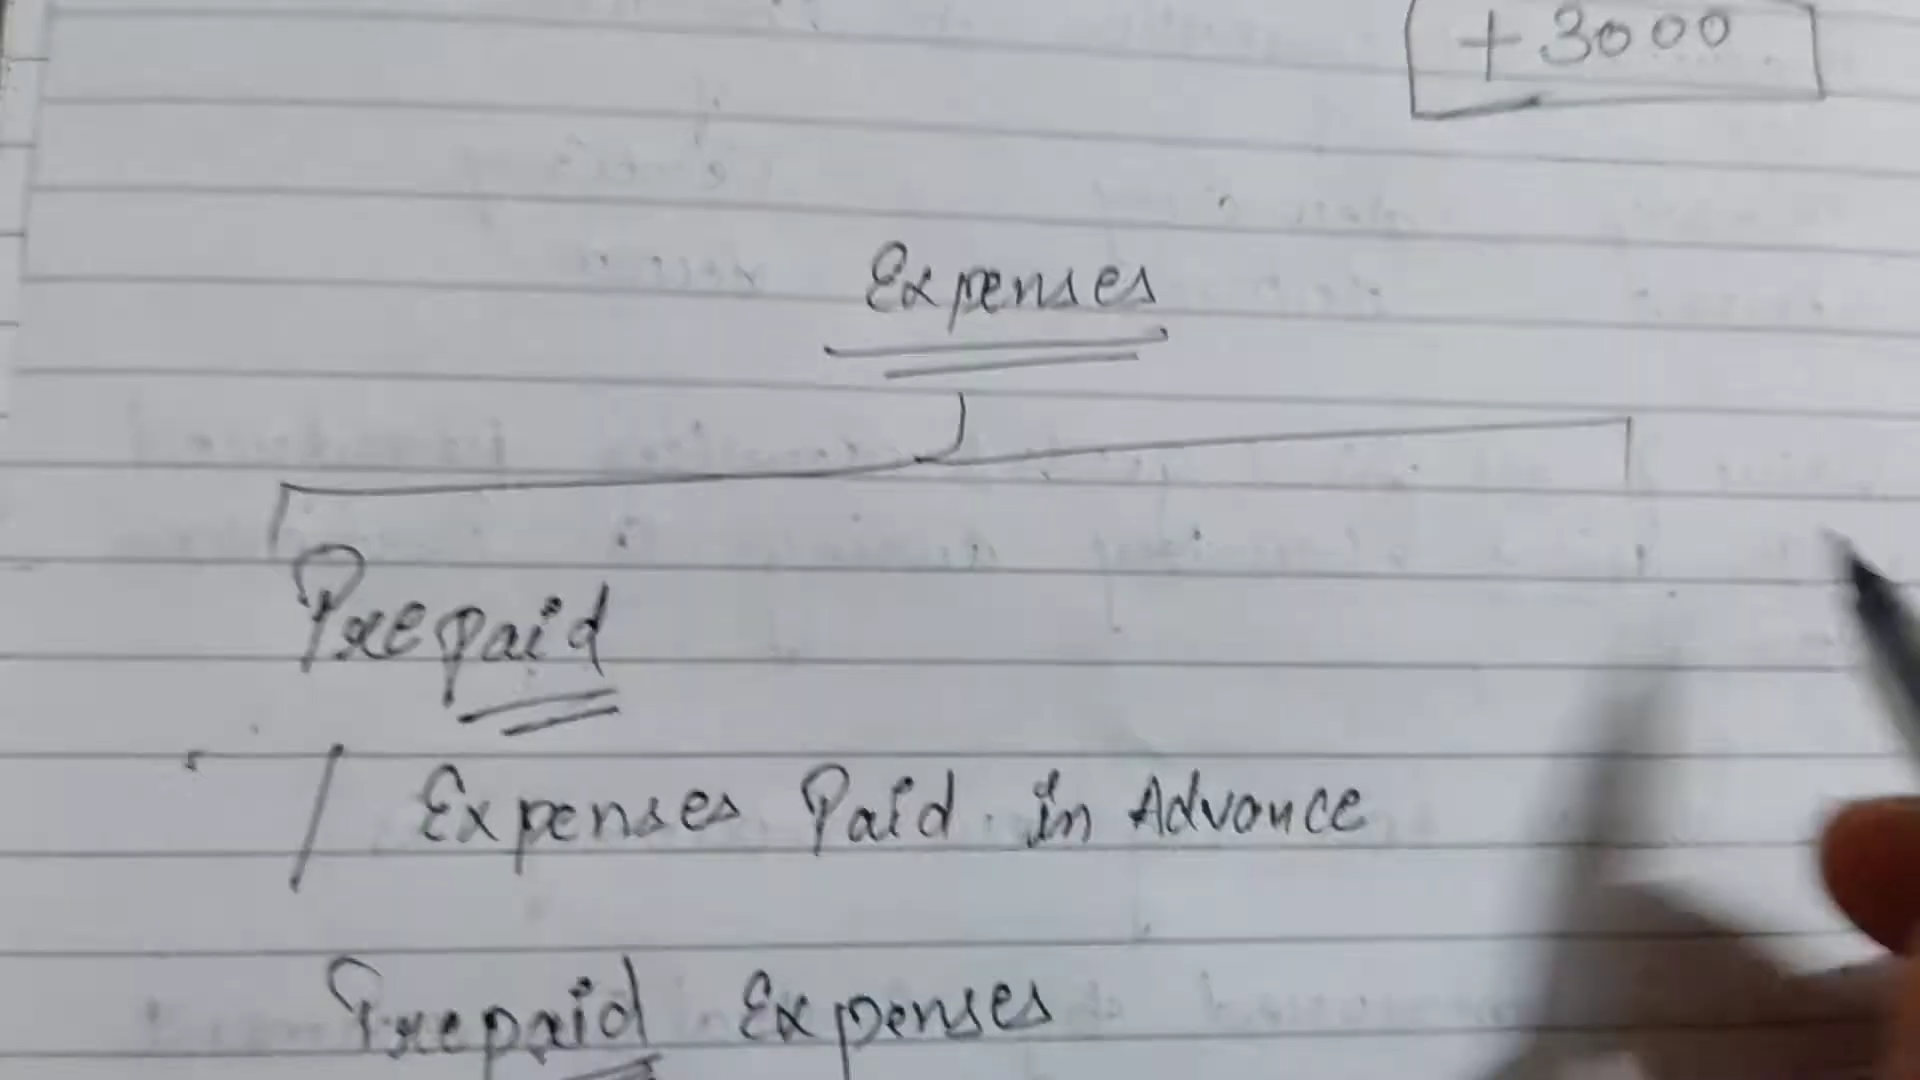 +3000
Expenses
Prepaid
Expenses Paid in Advance
Prepaid Expenses